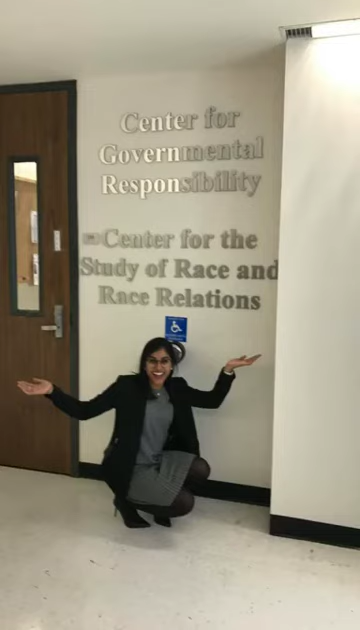 Center for
Governmental
Responsibility
Center for the
Study of Race and
Race Relations